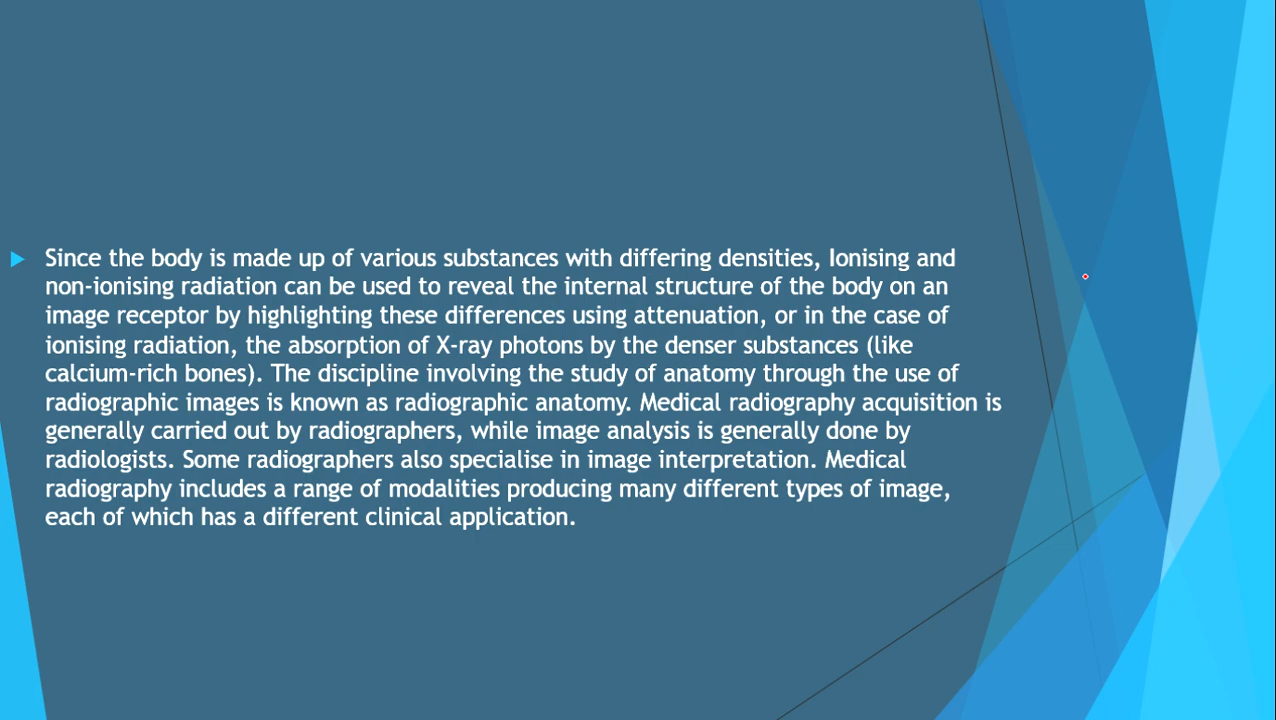 Since the body is made up of various substances with differing densities, Ionising and
non-ionising radiation can be used to reveal the internal structure of the body on an
image receptor by highlighting these differences using attenuation, or in the case of
ionising radiation, the absorption of X-ray photons by the denser substances (like
calcium-rich bones). The discipline involving the study of anatomy through the use of
radiographic images is known as radiographic anatomy. Medical radiography acquisition is
generally carried out by radiographers, while image analysis is generally done by
radiologists. Some radiographers also specialise in image interpretation. Medical
radiography includes a range of modalities producing many different types of image,
each of which has a different clinical application.